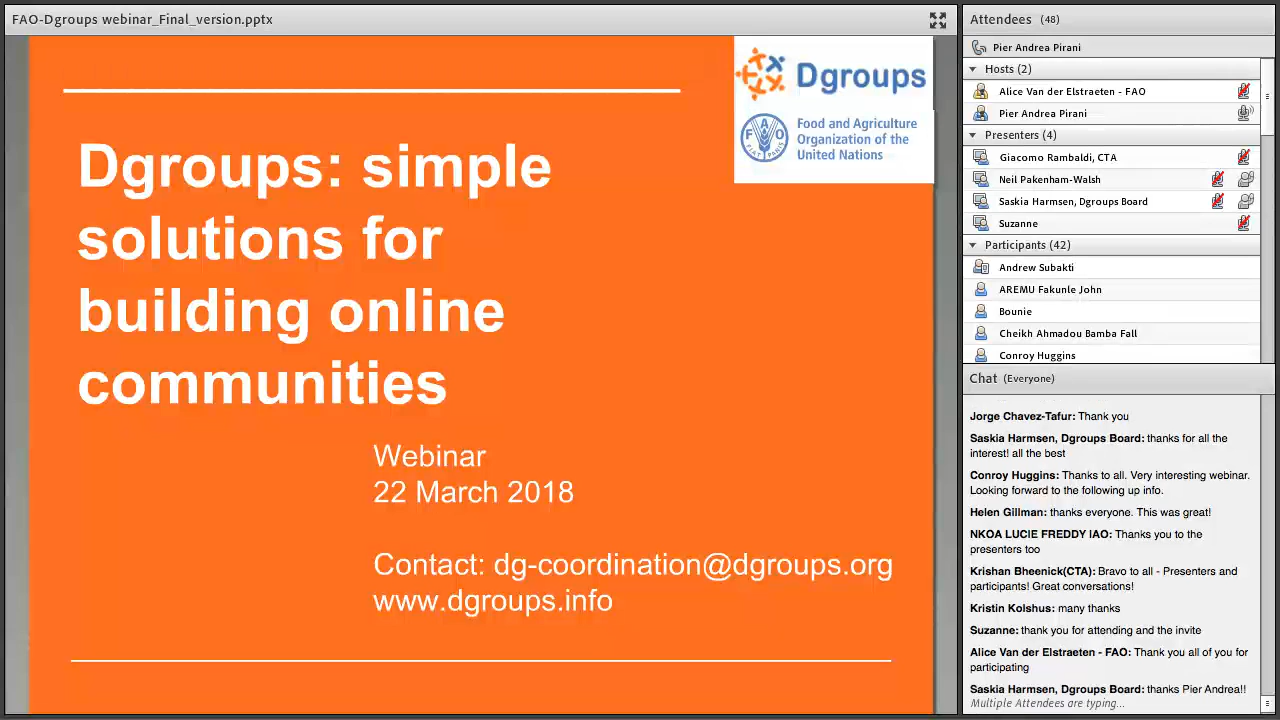 FAO-Dgroups webinar_Final_version.pptx
Dgroups
FAO
FIAT PANIS
Food and Agriculture
Organization of the
United Nations
Dgroups: simple
solutions for
building online
communities
Webinar
22 March 2018
Contact: dg-coordination@dgroups.org
www.dgroups.info
Attendees (48)
Pier Andrea Pirani
Hosts (2)
Alice Van der Elstraeten - FAO
Pier Andrea Pirani
Presenters (4)
Giacomo Rambaldi, CTA
Neil Pakenham-Walsh
Saskia Harmsen, Dgroups Board
Suzanne
Participants (42)
Andrew Subakti
AREMU Fakunle John
Bounie
Cheikh Ahmadou Bamba Fall
Conroy Huggins
Chat (Everyone)
Jorge Chavez-Tafur: Thank you
Saskia Harmsen, Dgroups Board: thanks for all the
interest! all the best
Conroy Huggins: Thanks to all. Very interesting webinar.
Looking forward to the following up info.
Helen Gillman: thanks everyone. This was great!
NKOA LUCIE FREDDY IAO: Thanks you to the
presenters too
Krishan Bheenick(CTA): Bravo to all - Presenters and
participants! Great conversations!
Kristin Kolshus: many thanks
Suzanne: thank you for attending and the invite
Alice Van der Elstraeten - FAO: Thank you all of you for
participating
Saskia Harmsen, Dgroups Board: thanks Pier Andrea!!
Multiple Attendees are typing...